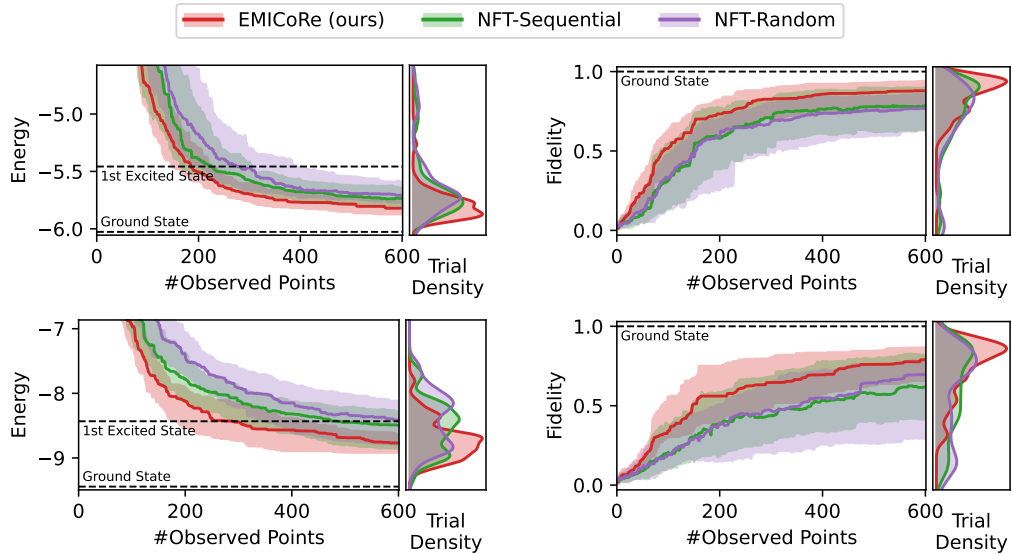 EMICoRe (ours) NFT-Sequential NFT-Random
Energy
−5.0
−5.5
−6.0
1st Excited State
Ground State
0 200 400 600
#Observed Points
Trial
Density
Fidelity
1.0
0.5
0.0
Ground State
0 200 400 600
#Observed Points
Trial
Density
Energy
−7
−8
−9
1st Excited State
Ground State
0 200 400 600
#Observed Points
Trial
Density
Fidelity
1.0
0.5
0.0
Ground State
0 200 400 600
#Observed Points
Trial
Density